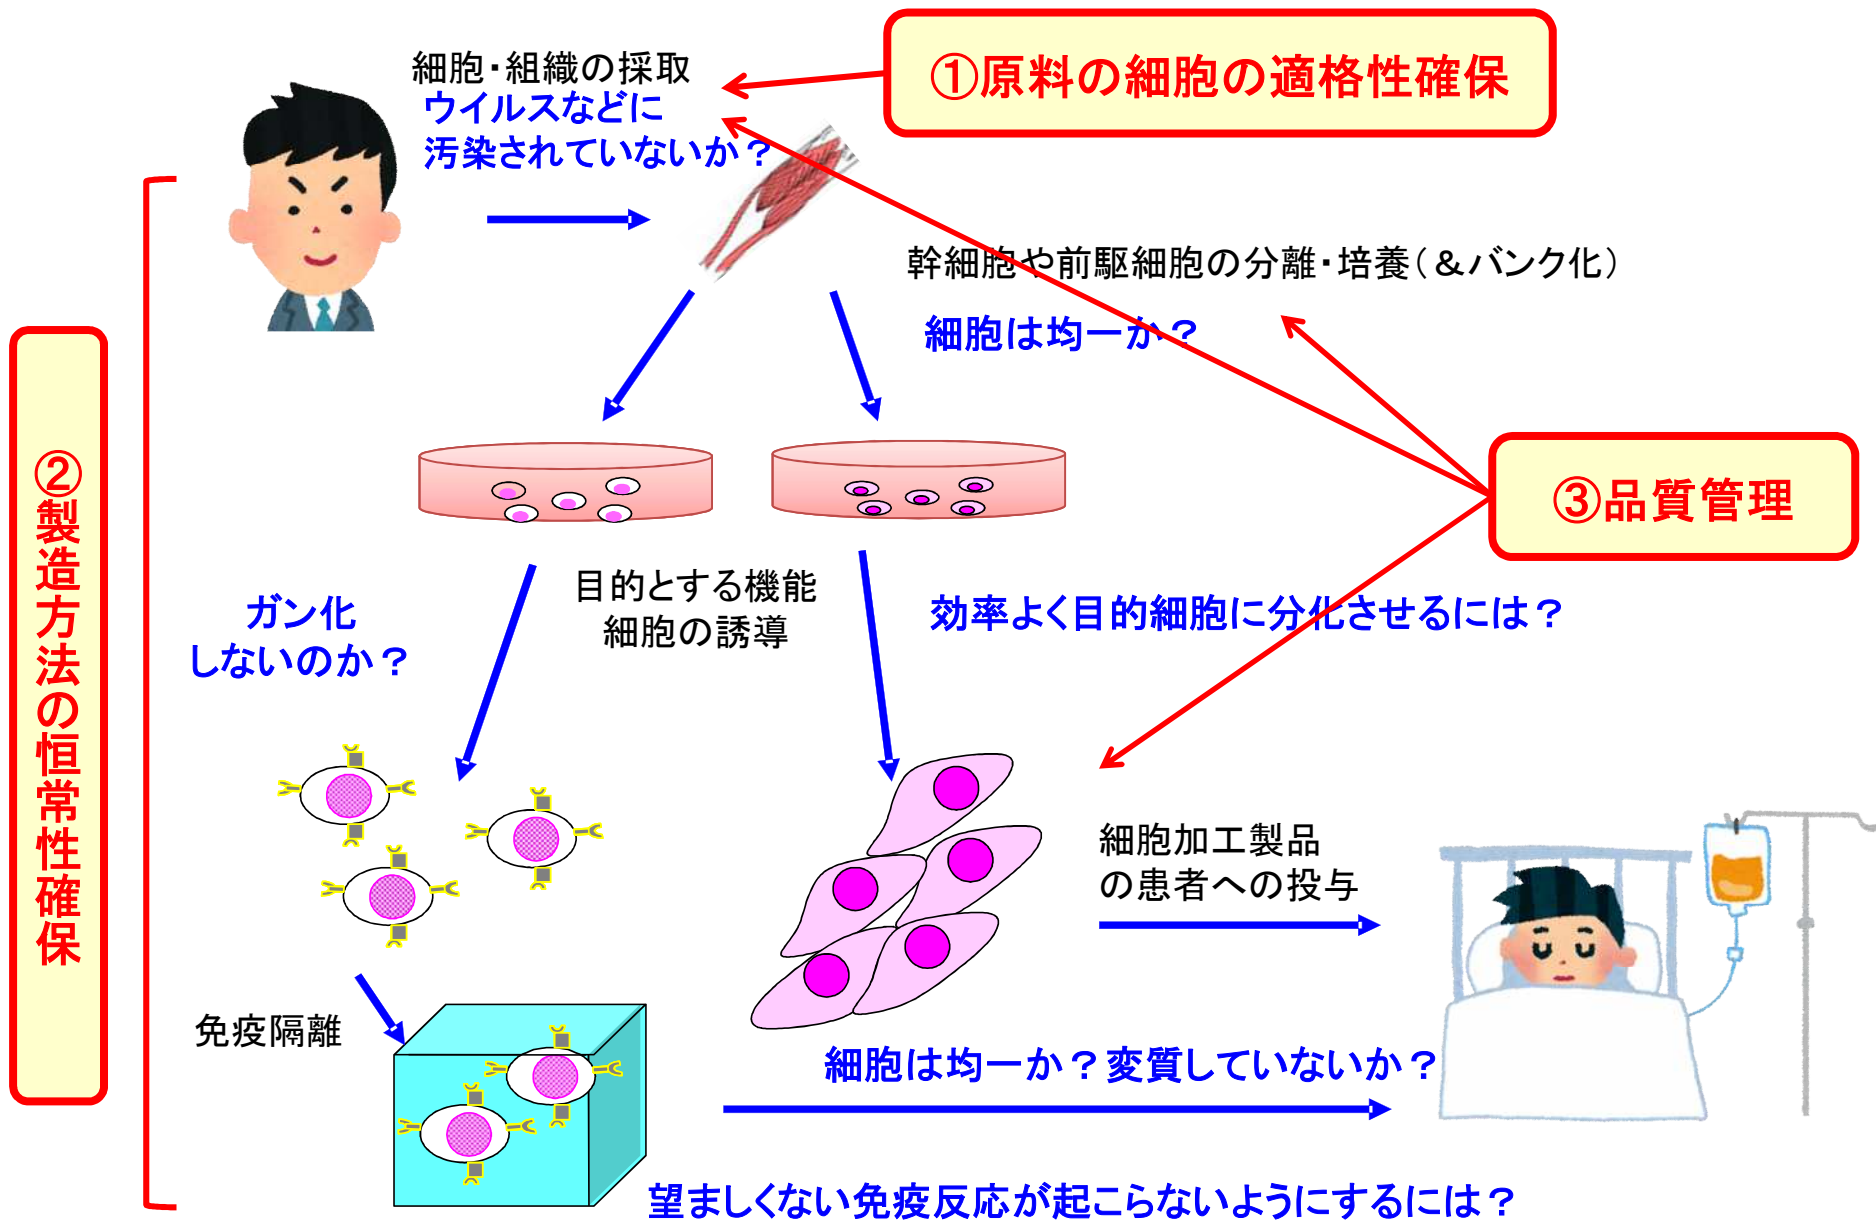 細胞・組織の採取
ウイルスなどに
汚染されていないか？
①原料の細胞の適格性確保
幹細胞や前駆細胞の分離・培養（＆バンク化）
細胞は均一か？
②製造方法の恒常性確保
③品質管理
目的とする機能
細胞の誘導
ガン化
しないのか？
効率よく目的細胞に分化させるには？
細胞加工製品
の患者への投与
免疫隔離
細胞は均一か？変質していないか？
望ましくない免疫反応が起こらないようにするには？